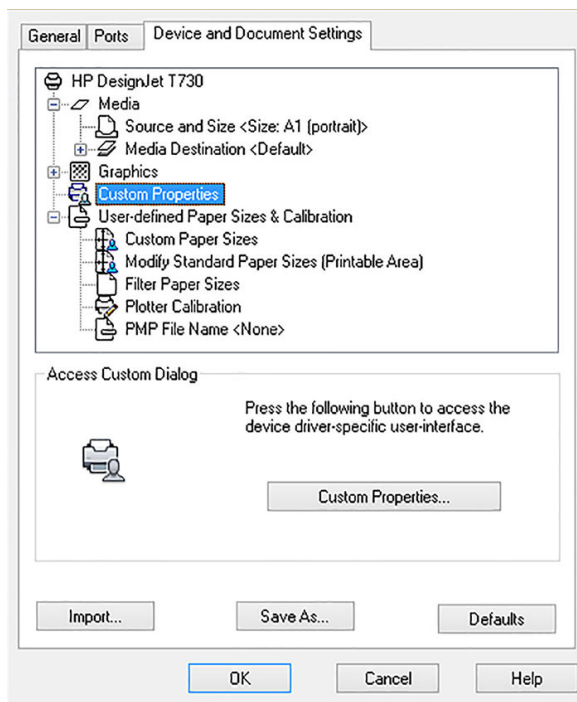 General Ports Device and Document Settings
HP DesignJet T730
Media
Source and Size <Size: A1 (portrait)>
Media Destination <Default>
Graphics
Custom Properties
User-defined Paper Sizes & Calibration
Custom Paper Sizes
Modify Standard Paper Sizes (Printable Area)
Filter Paper Sizes
Plotter Calibration
PMP File Name <None>
Access Custom Dialog
Press the following button to access the
device driver-specific user-interface.
Custom Properties...
Import... Save As... Defaults
OK Cancel Help